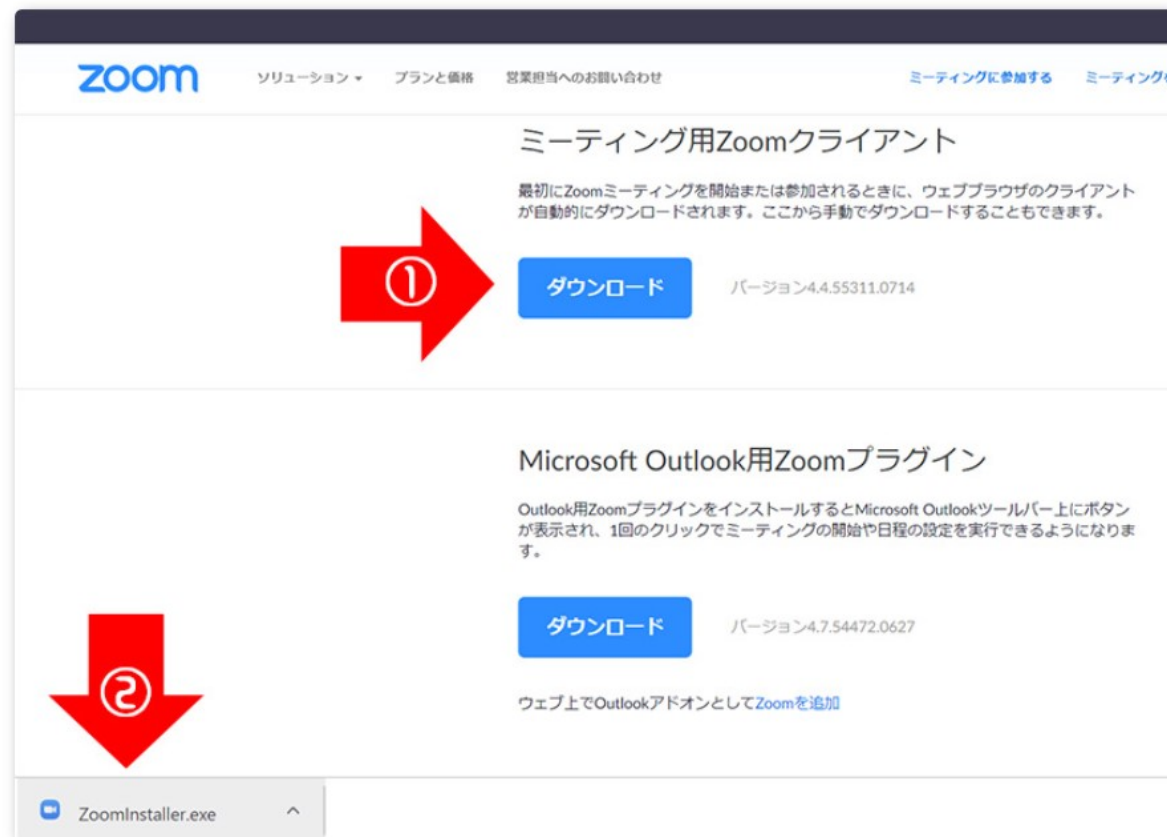 zoom ソリューション プランと価格 営業担当へのお問い合わせ ミーティングに参加する ミーティング
ミーティング用Zoomクライアント
最初にZoomミーティングを開始または参加されるときに、ウェブブラウザのクライアント
が自動的にダウンロードされます。ここから手動でダウンロードすることもできます。
① ダウンロード バージョン4.4.55311.0714
Microsoft Outlook用Zoomプラグイン
Outlook用ZoomプラグインをインストールするとMicrosoft Outlookツールバー上にボタン
が表示され、1回のクリックでミーティングの開始や日程の設定を実行できるようになりま
す。
ダウンロード バージョン4.7.54472.0627
②
ウェブ上でOutlookアドオンとしてZoomを追加
ZoomInstaller.exe